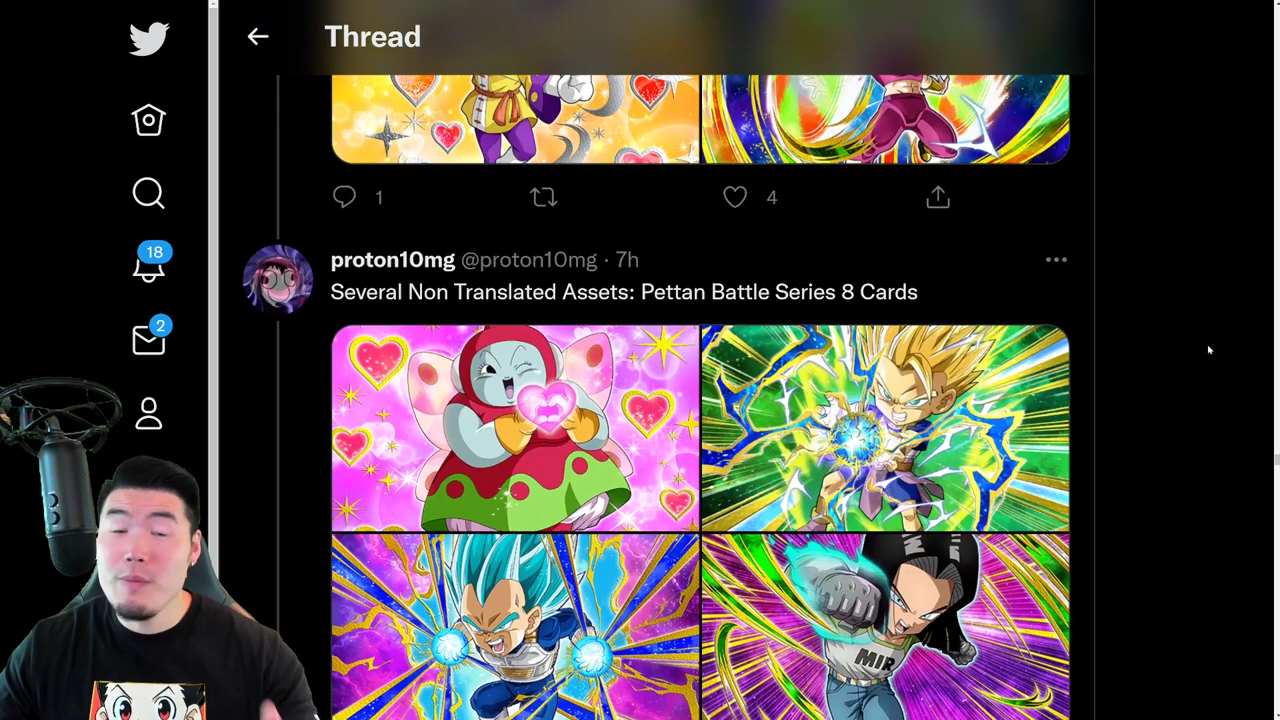 Thread
1
4
18
proton10mg @proton10mg · 7h
Several Non Translated Assets: Pettan Battle Series 8 Cards
2
MIR